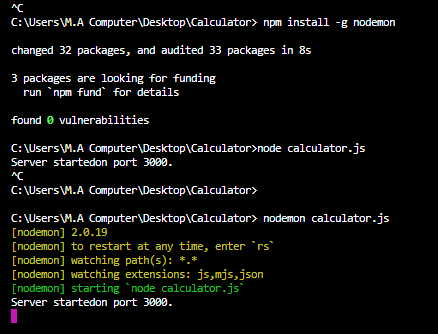 ^C
C:\Users\M.A Computer\Desktop\Calculator> npm install -g nodemon
changed 32 packages, and audited 33 packages in 8s
3 packages are looking for funding
run `npm fund` for details
found 0 vulnerabilities
C:\Users\M.A Computer\Desktop\Calculator>node calculator.js
Server startedon port 3000.
^C
C:\Users\M.A Computer\Desktop\Calculator>
C:\Users\M.A Computer\Desktop\Calculator> nodemon calculator.js
[nodemon] 2.0.19
[nodemon] to restart at any time, enter `rs`
[nodemon] watching path(s): *.*
[nodemon] watching extensions: js,mjs,json
[nodemon] starting `node calculator.js`
Server startedon port 3000.